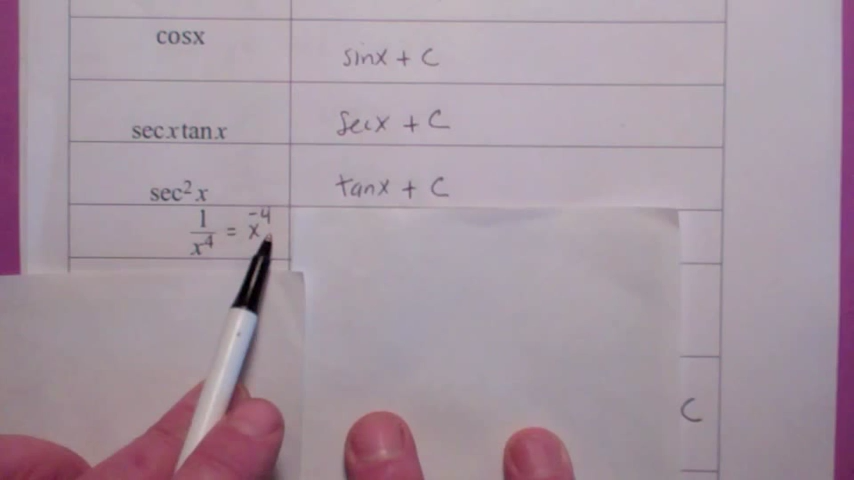 cosx
sinx + C
secxtanx
secx + C
sec²x
tanx + C
1/x⁴ = x⁻⁴
C